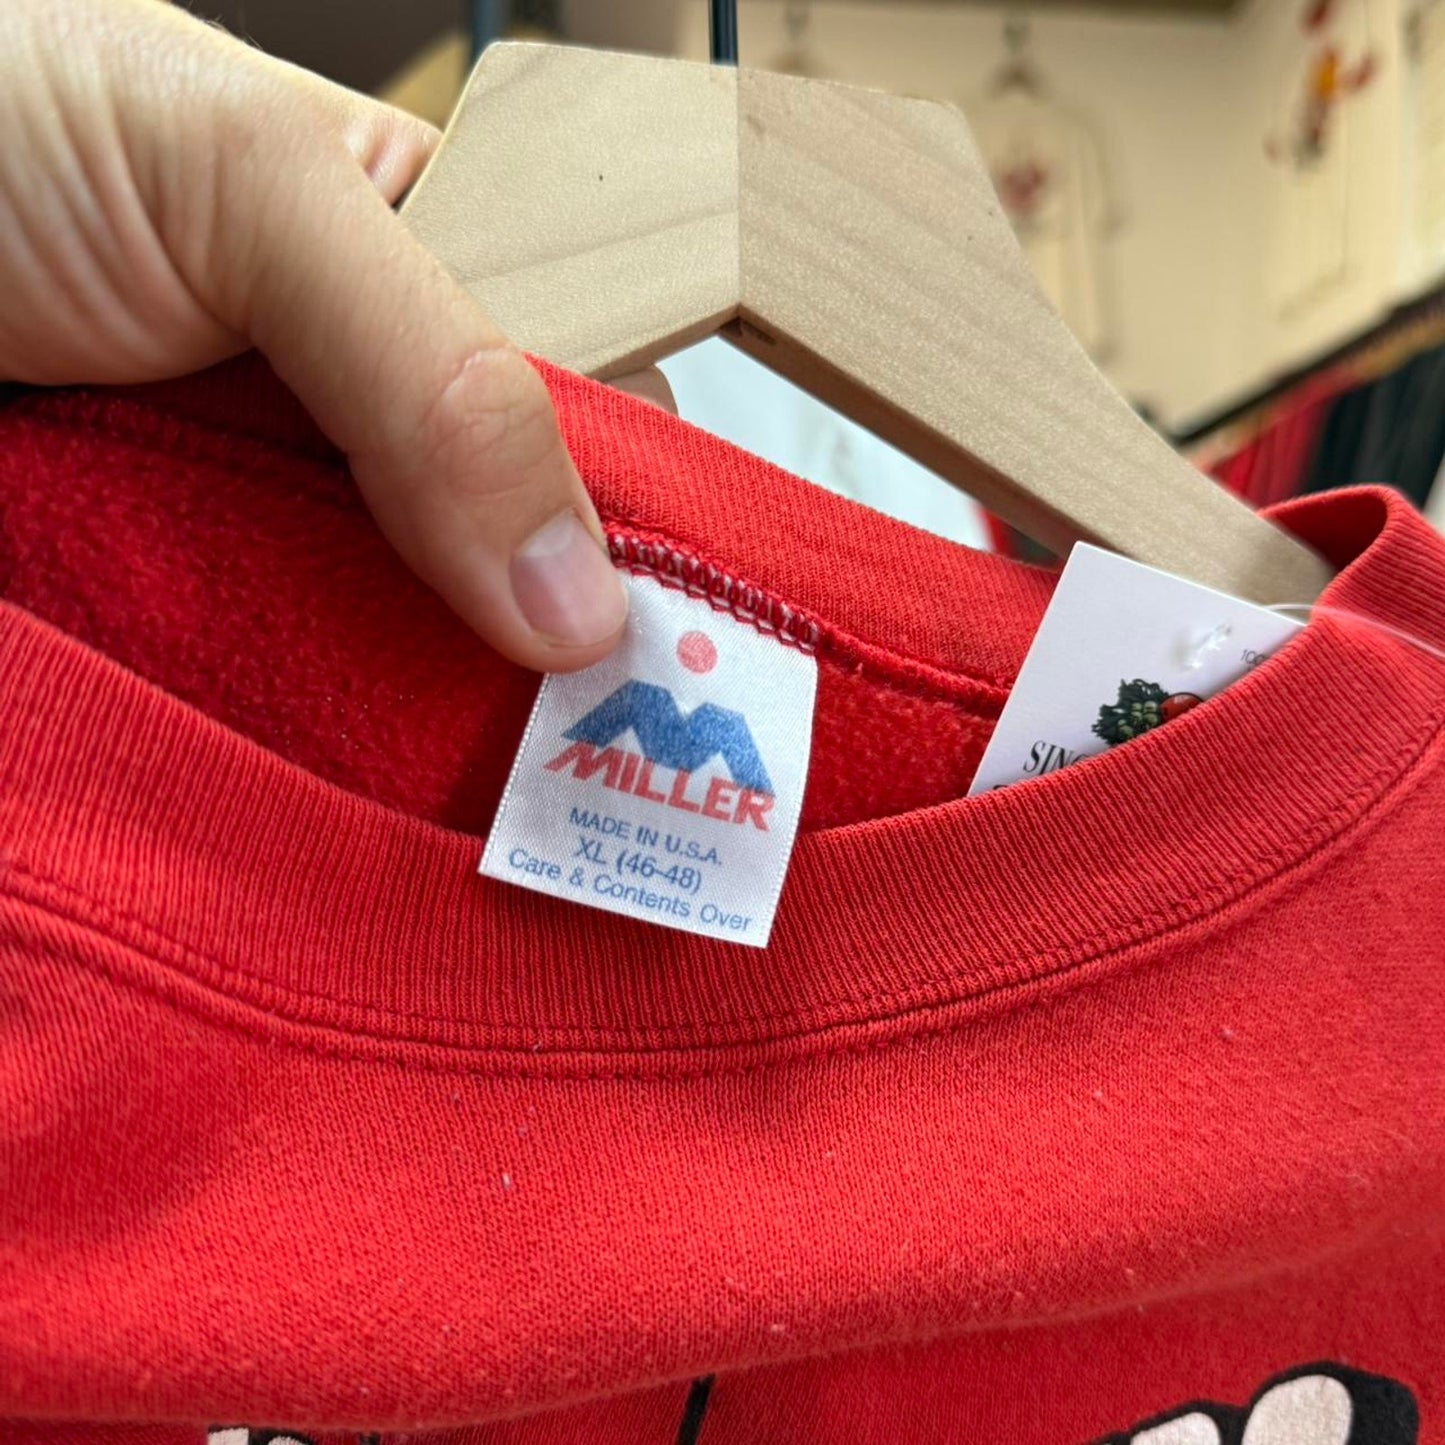 MILLER
MADE IN U.S.A.
XL (46-48)
Care & Contents Over